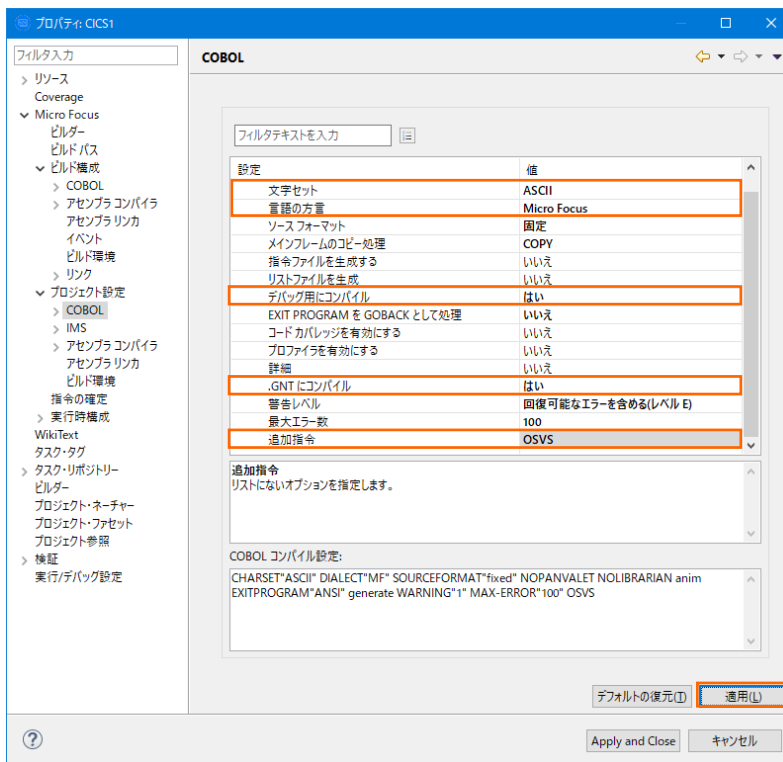 プロパティ: CICS1
フィルタ入力
リソース
Coverage
Micro Focus
ビルダー
ビルド パス
ビルド構成
COBOL
アセンブラ コンパイラ
アセンブラ リンカ
イベント
ビルド環境
リンク
プロジェクト設定
COBOL
IMS
アセンブラ コンパイラ
アセンブラ リンカ
ビルド環境
指令の確定
実行時構成
WikiText
タスク・タグ
タスク・リポジトリー
ビルダー
プロジェクト・ネーチャー
プロジェクト・ファセット
プロジェクト参照
検証
実行/デバッグ設定
COBOL
フィルタテキストを入力
設定 値
文字セット ASCII
言語の方言 Micro Focus
ソース フォーマット 固定
メインフレームのコピー処理 COPY
指令ファイルを生成する いいえ
リストファイルを生成 いいえ
デバッグ用にコンパイル はい
EXIT PROGRAM を GOBACK として処理 いいえ
コード カバレッジを有効にする いいえ
プロファイラを有効にする いいえ
詳細 いいえ
.GNT にコンパイル はい
警告レベル 回復可能なエラーを含める(レベル E)
最大エラー数 100
追加指令 OSVS
追加指令
リストにないオプションを指定します。
COBOL コンパイル設定:
CHARSET"ASCII" DIALECT"MF" SOURCEFORMAT"fixed" NOPANVALET NOLIBRARIAN anim
EXITPROGRAM"ANSI" generate WARNING"1" MAX-ERROR"100" OSVS
デフォルトの復元(T) 適用(L)
Apply and Close キャンセル